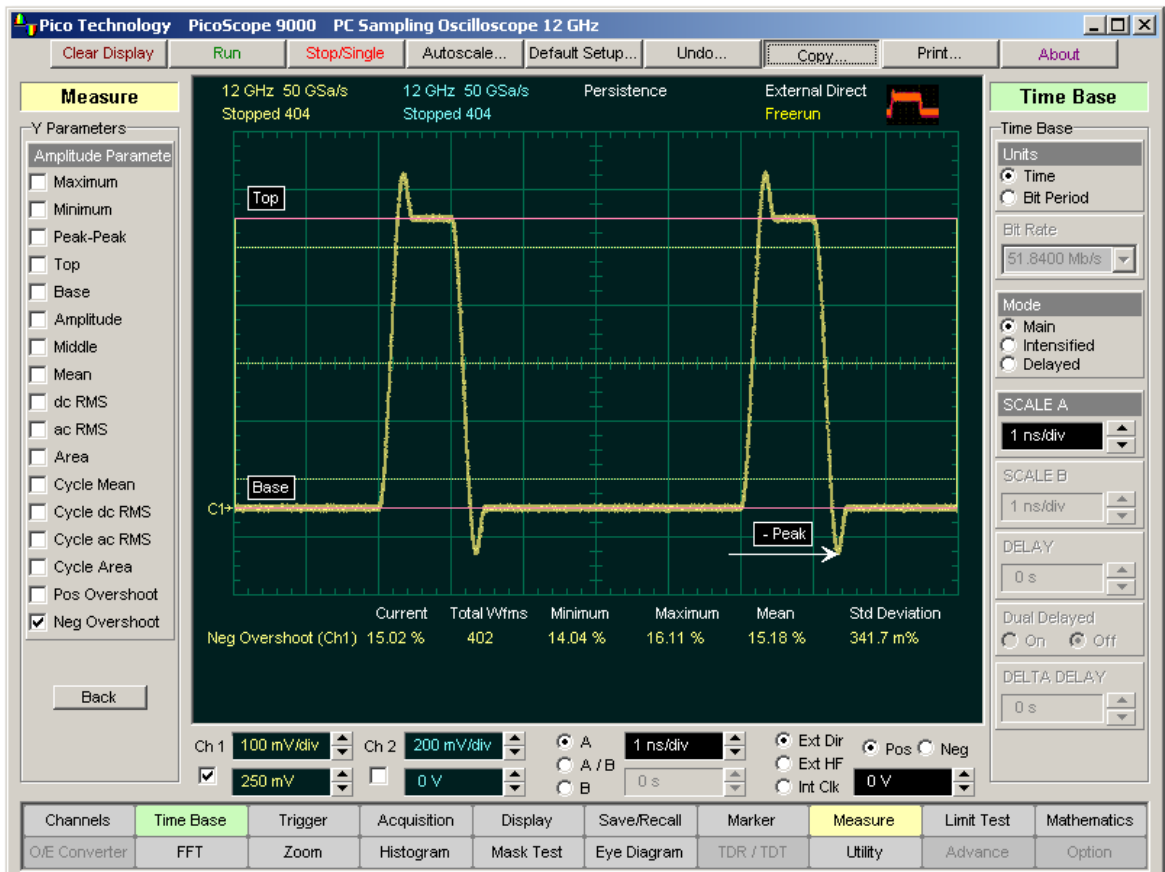 Pico Technology PicoScope 9000 PC Sampling Oscilloscope 12 GHz
Clear Display Run Stop/Single Autoscale... Default Setup... Undo... Copy... Print... About
Measure
Y Parameters
Amplitude Paramete
Maximum
Minimum
Peak-Peak
Top
Base
Amplitude
Middle
Mean
dc RMS
ac RMS
Area
Cycle Mean
Cycle dc RMS
Cycle ac RMS
Cycle Area
Pos Overshoot
Neg Overshoot
Back
12 GHz 50 GSa/s 12 GHz 50 GSa/s Persistence External Direct
Stopped 404 Stopped 404 Freerun
Top
Base
C1
- Peak
Current Total Wfms Minimum Maximum Mean Std Deviation
Neg Overshoot (Ch1) 15.02 % 402 14.04 % 16.11 % 15.18 % 341.7 m%
Time Base
Time Base
Units
Time
Bit Period
Bit Rate
51.8400 Mb/s
Mode
Main
Intensified
Delayed
SCALE A
1 ns/div
SCALE B
1 ns/div
DELAY
0 s
Dual Delayed
On Off
DELTA DELAY
0 s
Ch 1 100 mV/div Ch 2 200 mV/div A 1 ns/div Ext Dir Pos Neg
A / B Ext HF
250 mV 0 V B 0 s Int Clk 0 V
Channels Time Base Trigger Acquisition Display Save/Recall Marker Measure Limit Test Mathematics
O/E Converter FFT Zoom Histogram Mask Test Eye Diagram TDR / TDT Utility Advance Option